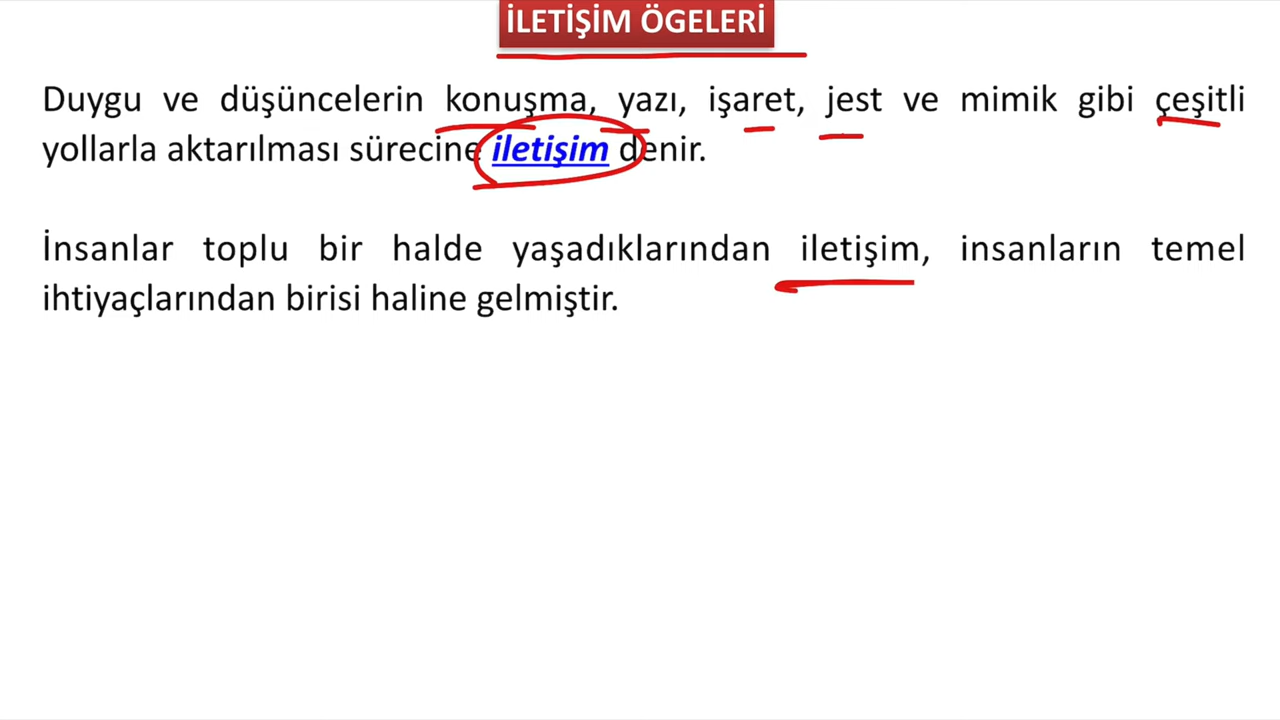 İLETİŞİM ÖGELERİ
Duygu ve düşüncelerin konuşma, yazı, işaret, jest ve mimik gibi çeşitli
yollarla aktarılması sürecine iletişim denir.
İnsanlar toplu bir halde yaşadıklarından iletişim, insanların temel
ihtiyaçlarından birisi haline gelmiştir.